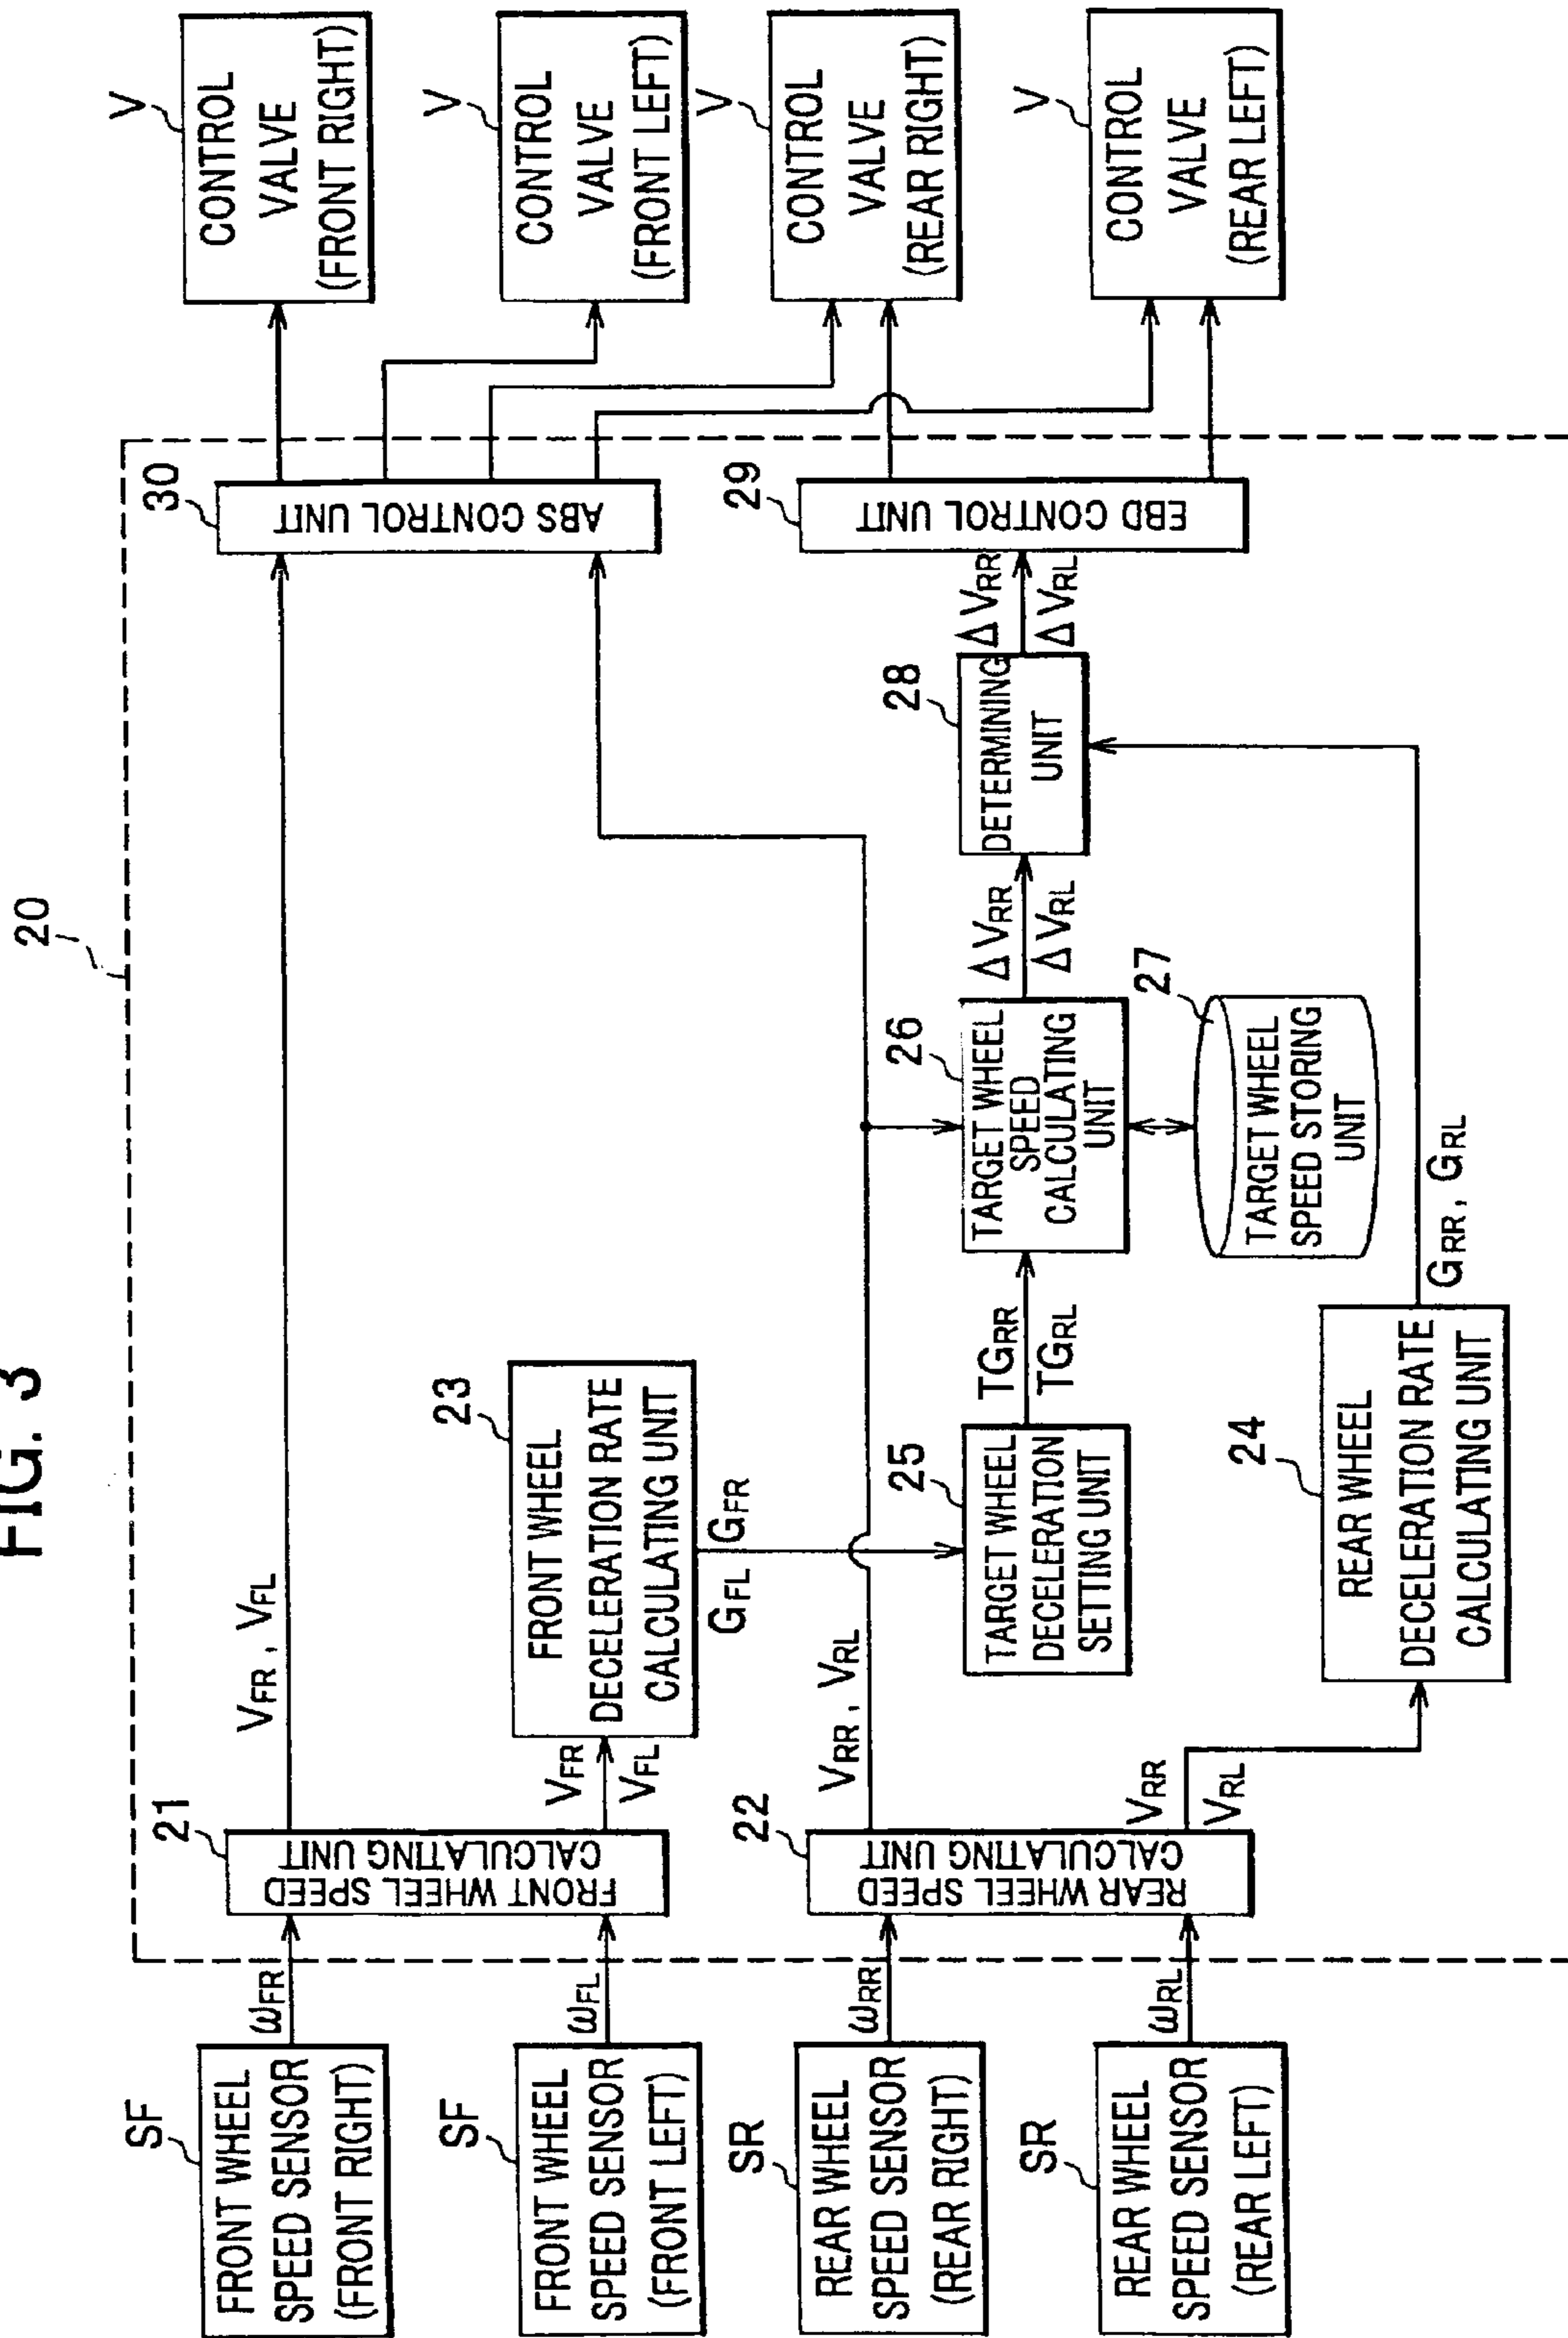 FIG. 3
20
SF
FRONT WHEEL
SPEED SENSOR
(FRONT RIGHT)
ωFR
SF
FRONT WHEEL
SPEED SENSOR
(FRONT LEFT)
ωFL
SR
REAR WHEEL
SPEED SENSOR
(REAR RIGHT)
ωRR
SR
REAR WHEEL
SPEED SENSOR
(REAR LEFT)
ωRL
21
FRONT WHEEL SPEED
CALCULATING UNIT
VFR , VFL
VFR
VFL
22
REAR WHEEL SPEED
CALCULATING UNIT
VRR , VRL
VRR
VRL
23
FRONT WHEEL
DECELERATION RATE
CALCULATING UNIT
GFL GFR
25
TARGET WHEEL
DECELERATION
SETTING UNIT
TGRR
TGRL
24
REAR WHEEL
DECELERATION RATE
CALCULATING UNIT
GRR , GRL
26
TARGET WHEEL
SPEED
CALCULATING
UNIT
ΔVRR
ΔVRL
27
TARGET WHEEL
SPEED STORING
UNIT
28
DETERMINING
UNIT
ΔVRR
ΔVRL
30
ABS CONTROL UNIT
29
EBD CONTROL UNIT
V
CONTROL
VALVE
(FRONT RIGHT)
V
CONTROL
VALVE
(FRONT LEFT)
V
CONTROL
VALVE
(REAR RIGHT)
V
CONTROL
VALVE
(REAR LEFT)